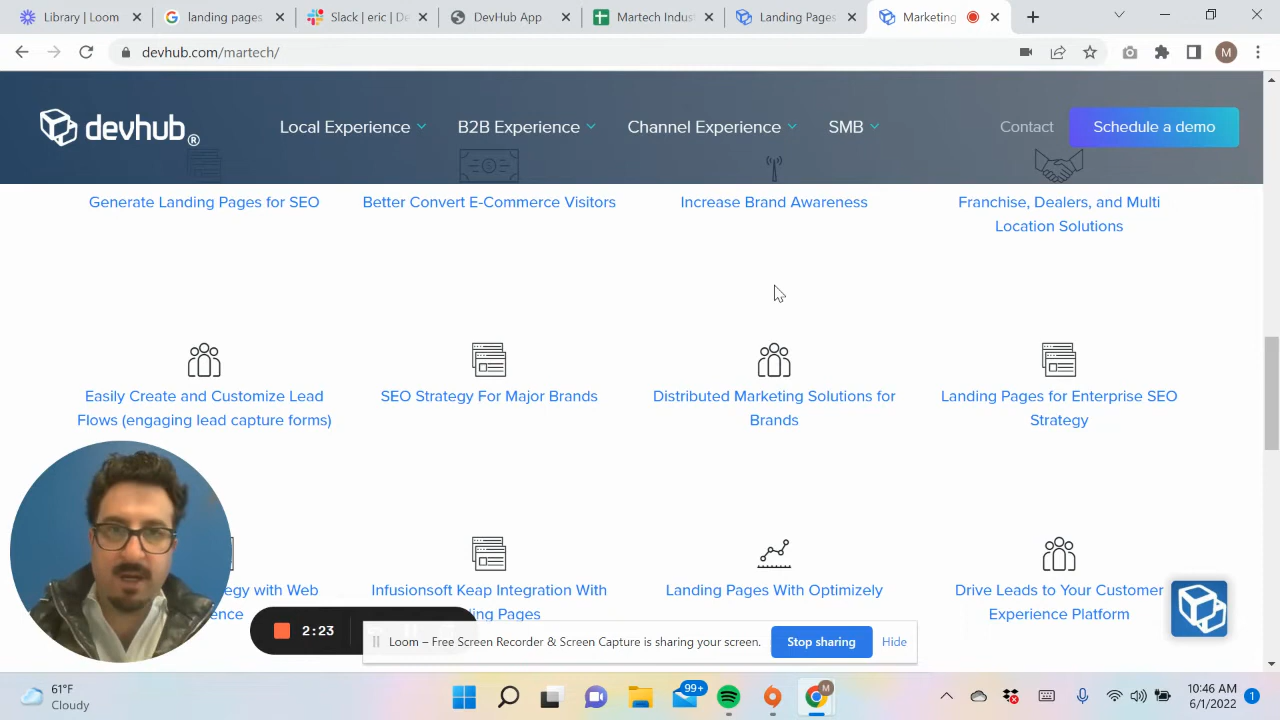 Library | Loom
landing pages
Slack | eric | De
DevHub App
Martech Indus
Landing Pages
Marketing
devhub.com/martech/
M
devhub®
Local Experience
B2B Experience
Channel Experience
SMB
Contact
Schedule a demo
Generate Landing Pages for SEO
Better Convert E-Commerce Visitors
Increase Brand Awareness
Franchise, Dealers, and Multi
Location Solutions
Easily Create and Customize Lead
Flows (engaging lead capture forms)
SEO Strategy For Major Brands
Distributed Marketing Solutions for
Brands
Landing Pages for Enterprise SEO
Strategy
with Web
Infusionsoft Keap Integration With
Pages
Landing Pages With Optimizely
Drive Leads to Your Customer
Experience Platform
2:23
Loom – Free Screen Recorder & Screen Capture is sharing your screen.
Stop sharing
Hide
61°F
Cloudy
99+
M
10:46 AM
6/1/2022
1